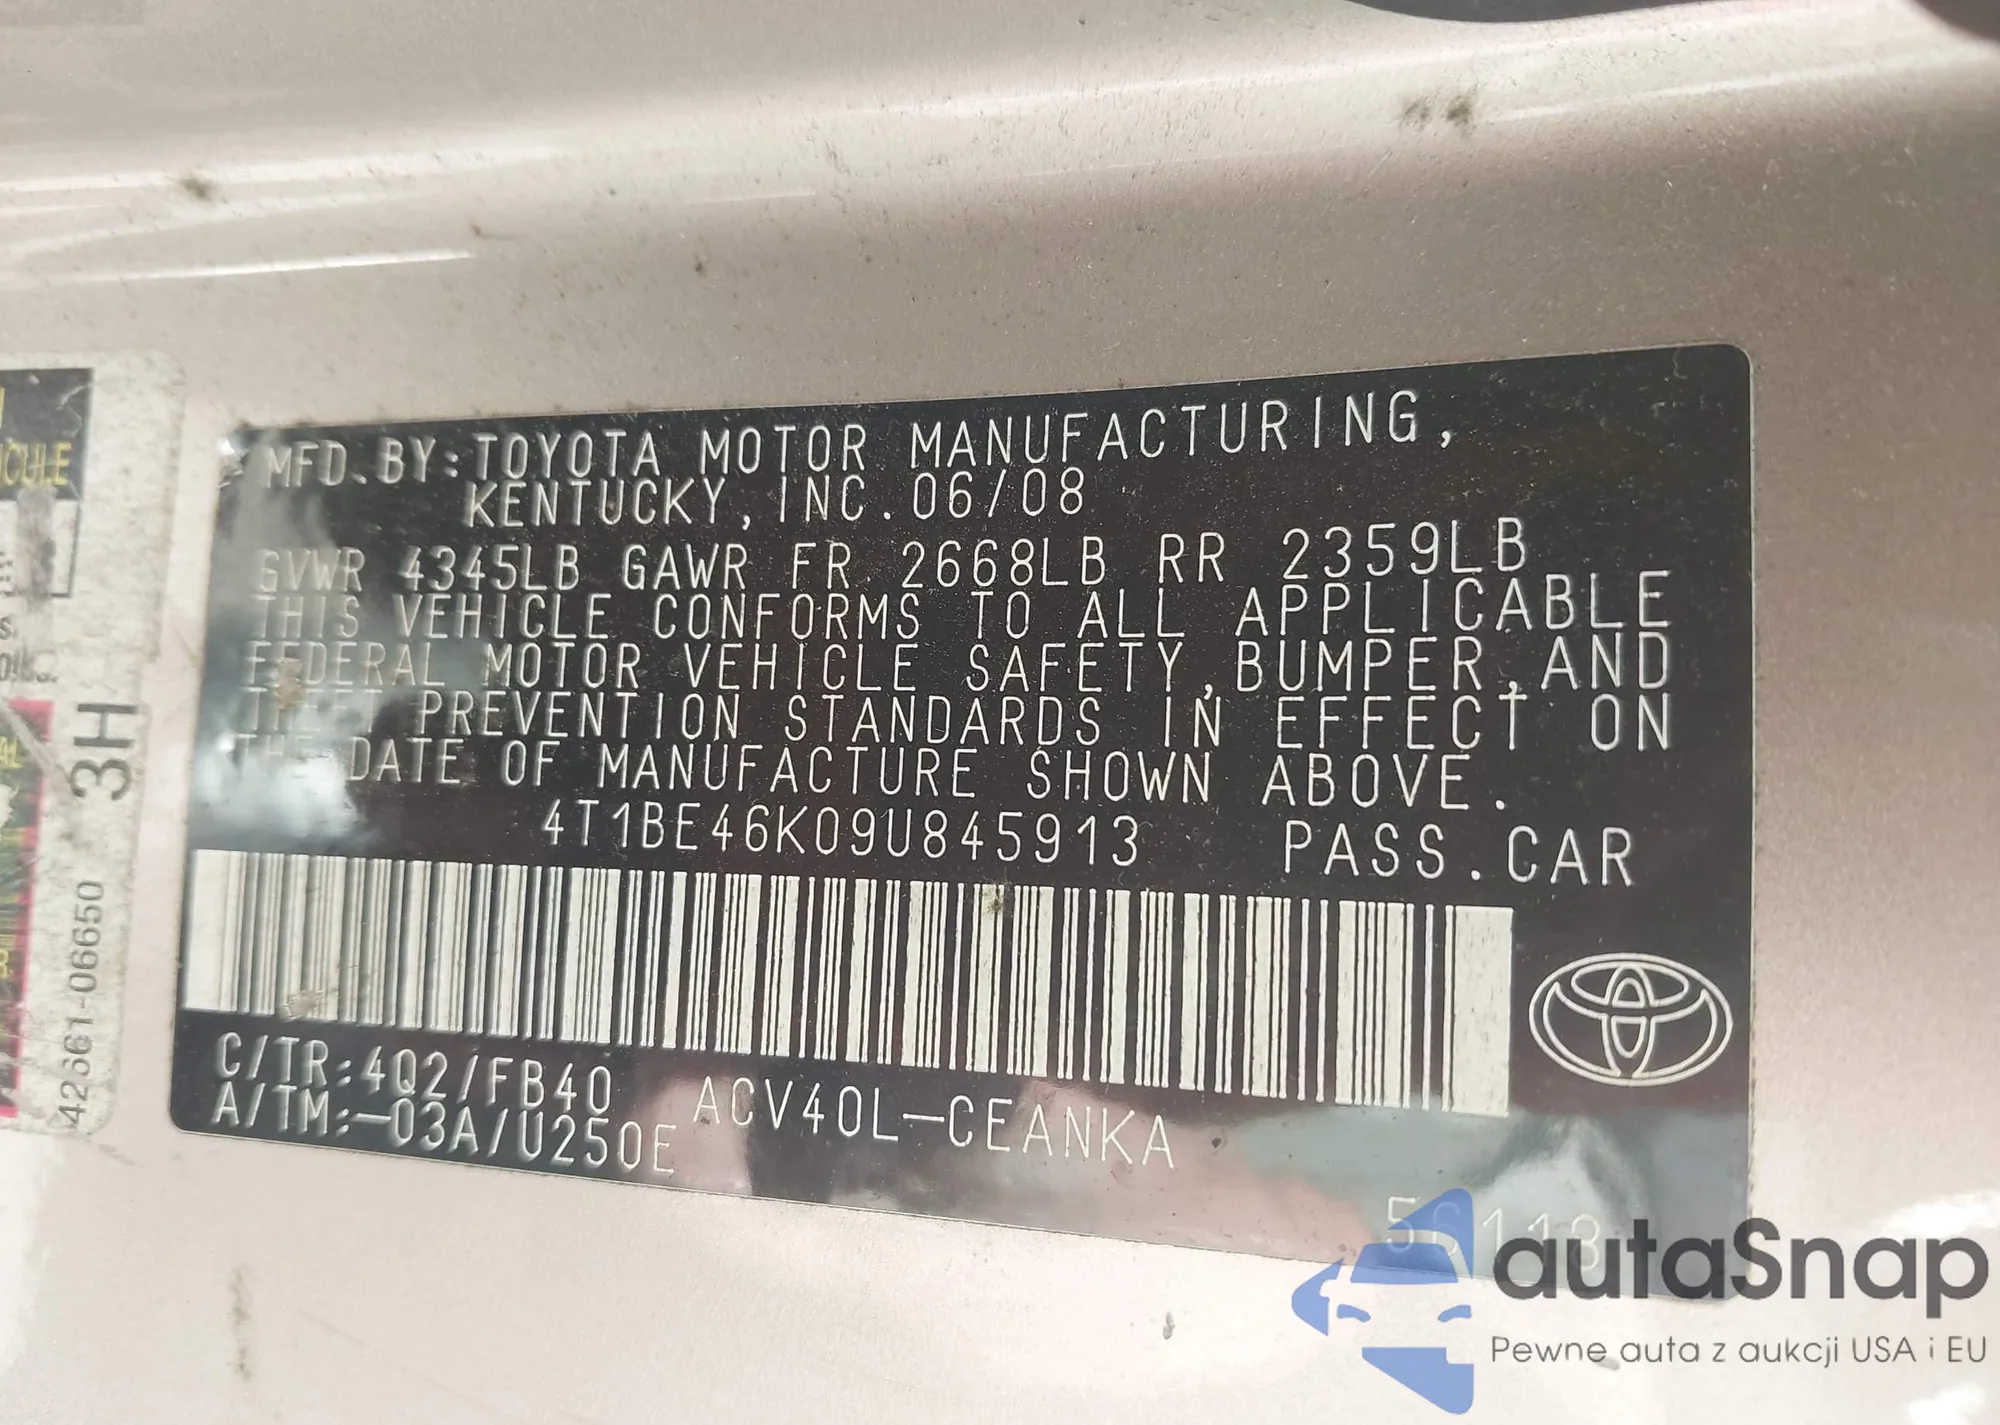 MFD.BY:TOYOTA MOTOR MANUFACTURING,
KENTUCKY, INC. 06/08
GVWR 4345LB GAWR FR 2668LB RR 2359LB
THIS VEHICLE CONFORMS TO ALL APPLICABLE
FEDERAL MOTOR VEHICLE SAFETY,BUMPER,AND
THEFT PREVENTION STANDARDS IN EFFECT ON
THE DATE OF MANUFACTURE SHOWN ABOVE.
4T1BE46K09U845913 PASS.CAR
C/TR:4Q2/FB40 ACV40L-CEANKA
A/TM:-03A/U250E
3H
42661-06650
autaSnap
Pewne auta z aukcji USA i EU